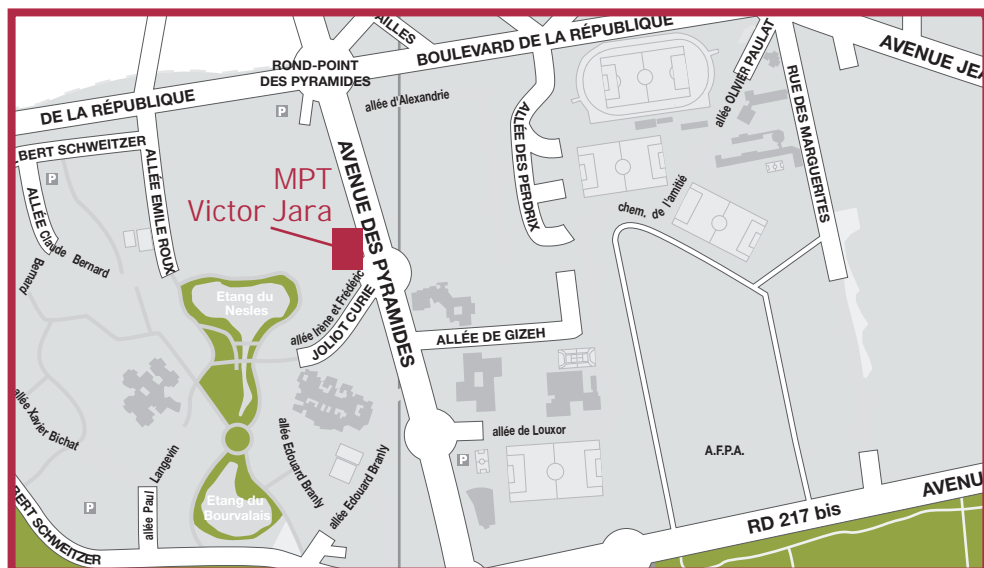 AILLES
BOULEVARD DE LA RÉPUBLIQUE
AVENUE JEA
ROND-POINT
DES PYRAMIDES
P
DE LA RÉPUBLIQUE
allée d'Alexandrie
allée OLIVIER PAULAT
RUE DES MARGUERITES
ALLÉE DES PERDRIX
LBERT SCHWEITZER
ALLÉE EMILE ROUX
AVENUE DES PYRAMIDES
MPT
Victor Jara
P
ALLÉE Claude Bernard
Bernard
chem. de l'amitié
Etang du
Nesles
allée Irène et Frédéric
JOLIOT CURIE
ALLÉE DE GIZEH
allée Xavier Bichat
allée de Louxor
A.F.P.A.
P
allée Paul Langevin
allée Edouard Branly
allée Edouard Branly
Etang du
Bourvalais
P
LBERT SCHWEITZER
RD 217 bis
AVENU